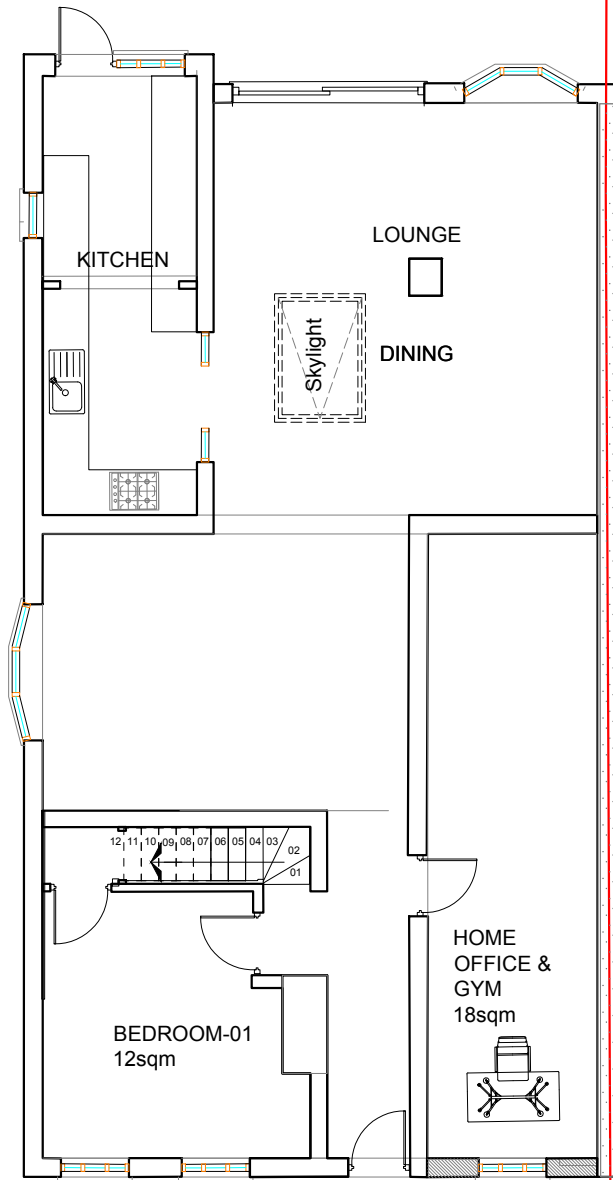 LOUNGE
KITCHEN
Skylight
DINING
12 11 10 09 08 07 06 05 04 03
02
01
HOME
OFFICE &
GYM
18sqm
BEDROOM-01
12sqm